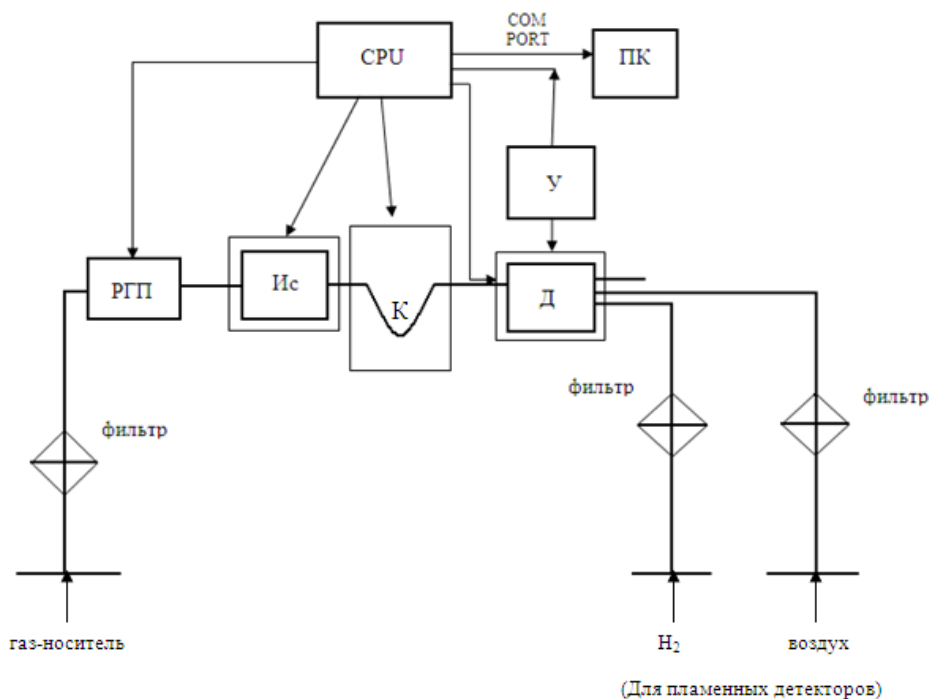 COM
PORT
CPU
ПК
У
РГП
Ис
К
Д
фильтр
фильтр
фильтр
газ-носитель
H₂
воздух
(Для пламенных детекторов)